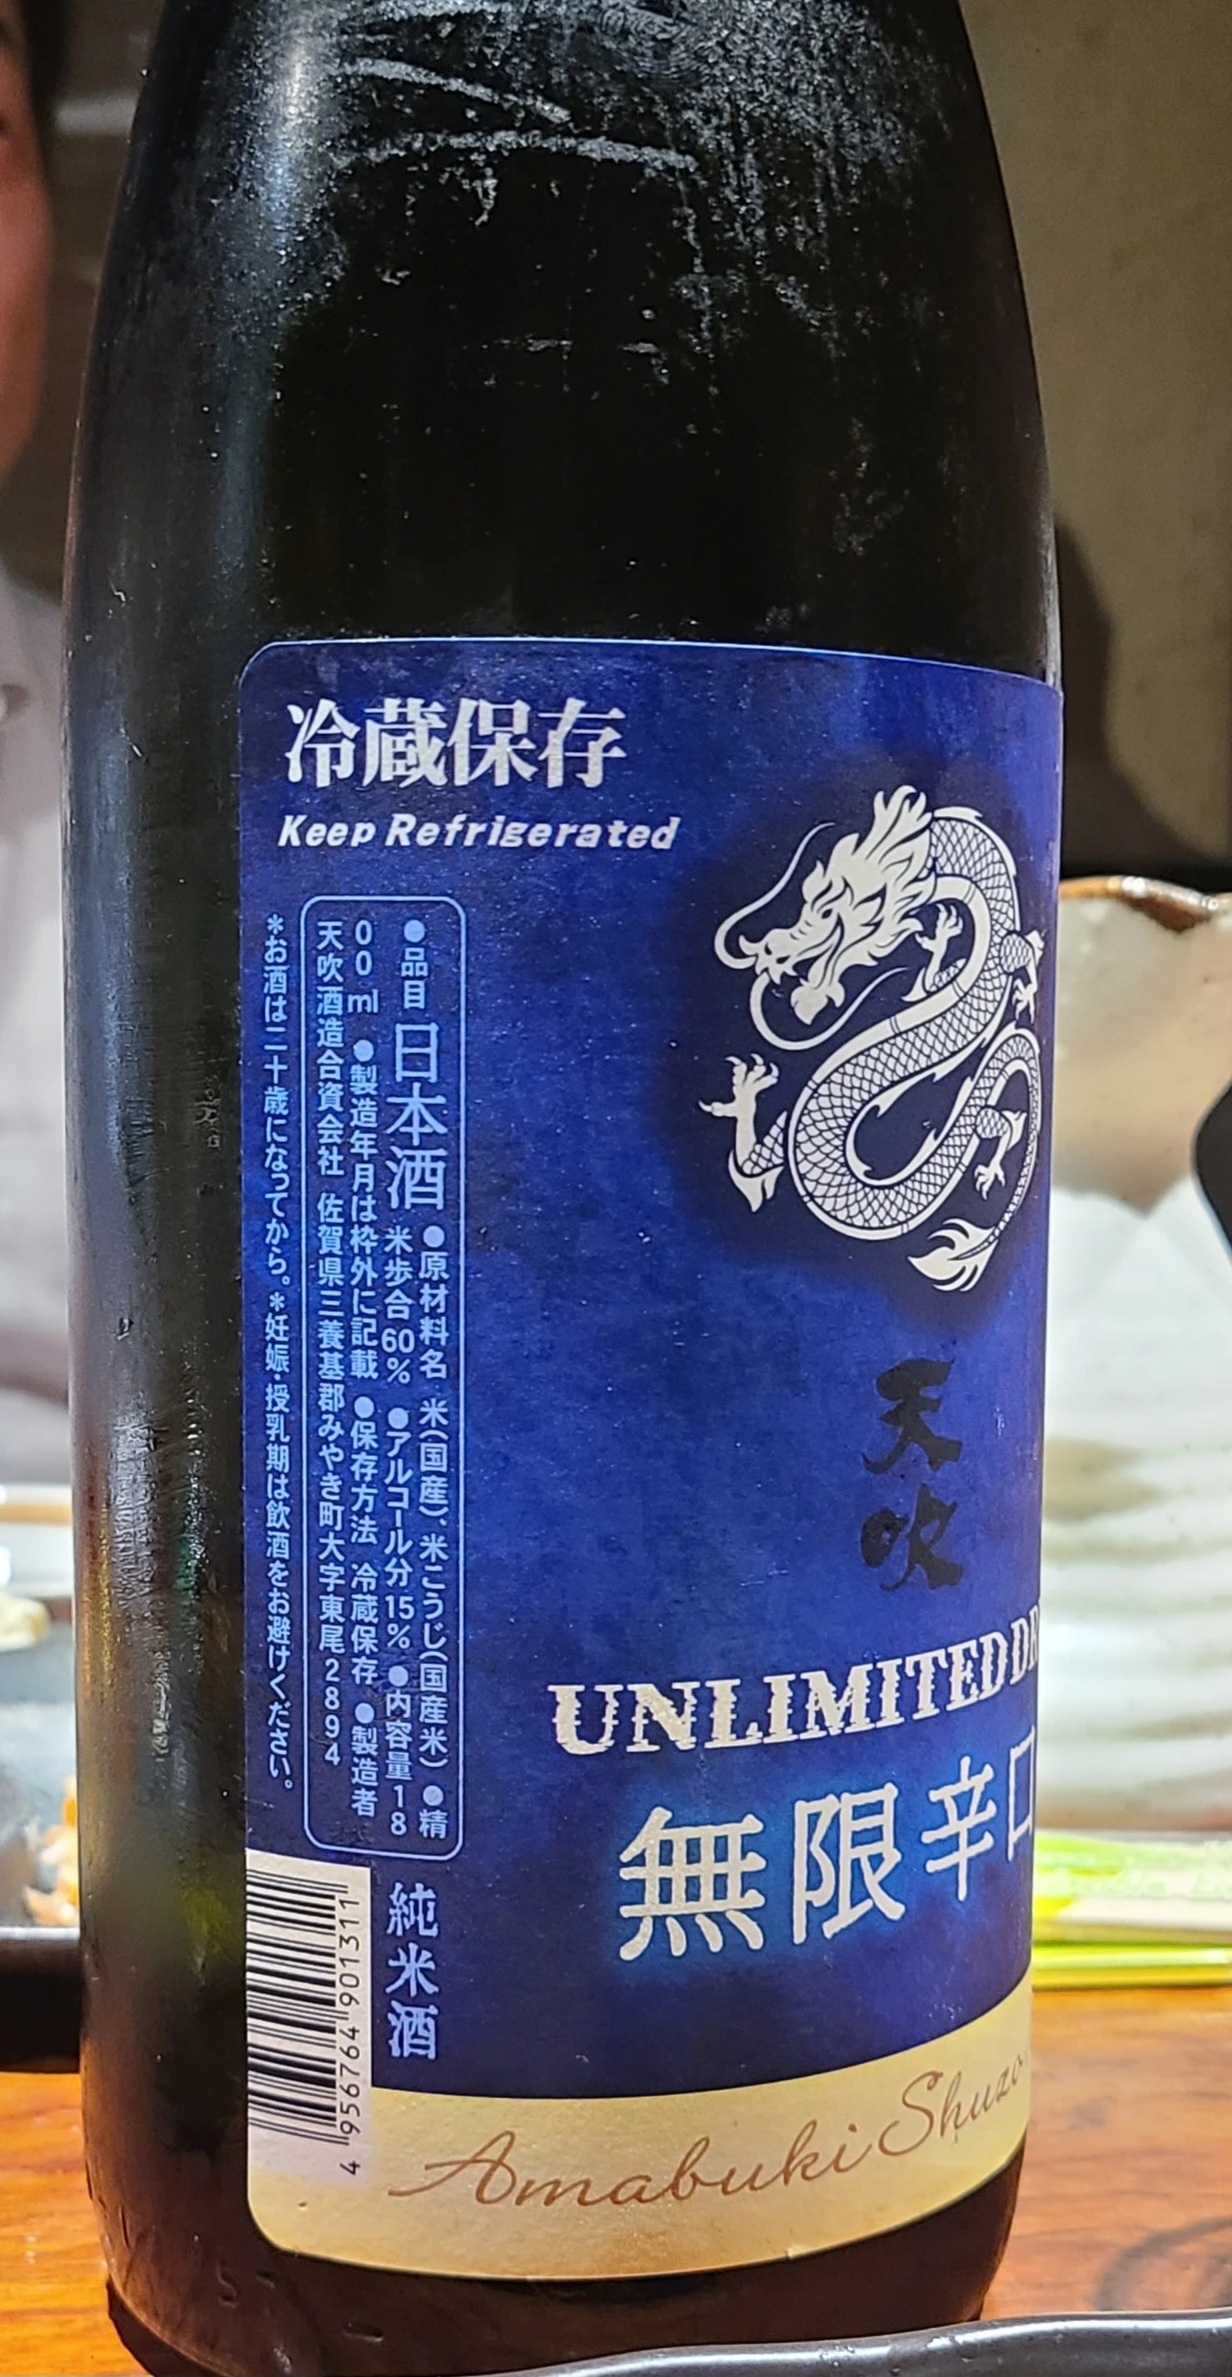 冷蔵保存
Keep Refrigerated
●品目 日本酒 ●原材料名 米(国産)、米こうじ(国産米) ●精
米歩合60% ●アルコール分15% ●内容量18
00ml ●製造年月は枠外に記載 ●保存方法 冷蔵保存 ●製造者
天吹酒造合資会社 佐賀県三養基郡みやき町大字東尾2894
*お酒は二十歳になってから。*妊娠・授乳期は飲酒をお避けください。
天吹
UNLIMITED DR
無限辛口
純米酒
4 956764 901311
Amabuki Shuzo